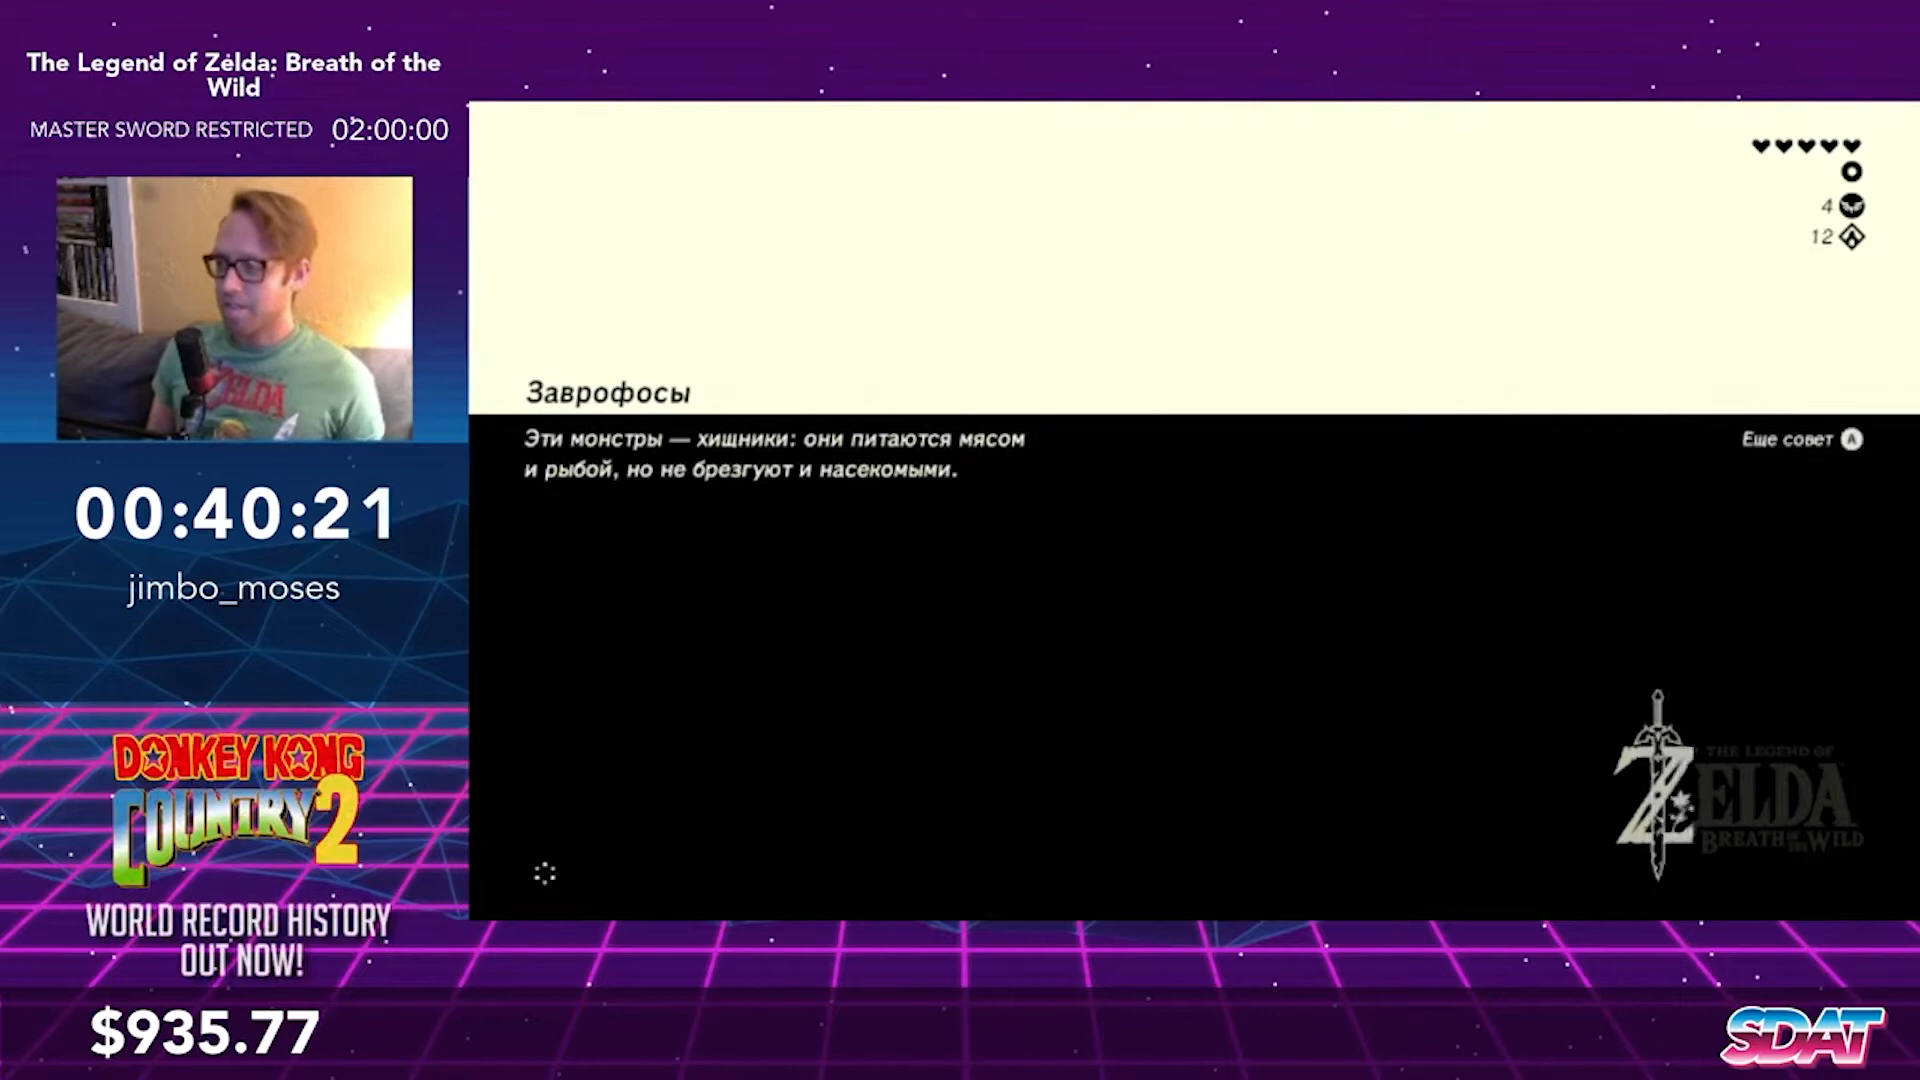 The Legend of Zelda: Breath of the
Wild
MASTER SWORD RESTRICTED 02:00:00
ZELDA
00:40:21
jimbo_moses
DONKEY KONG
COUNTRY 2
WORLD RECORD HISTORY
OUT NOW!
$935.77
4
12
Заврофосы
Эти монстры — хищники: они питаются мясом
и рыбой, но не брезгуют и насекомыми.
Еще совет A
THE LEGEND OF
ZELDA
BREATH OF THE WILD
SDAT